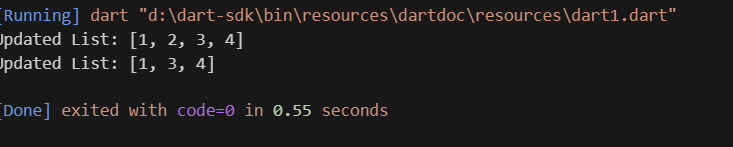 [Running] dart "d:\dart-sdk\bin\resources\dartdoc\resources\dart1.dart"
Updated List: [1, 2, 3, 4]
Updated List: [1, 3, 4]
[Done] exited with code=0 in 0.55 seconds